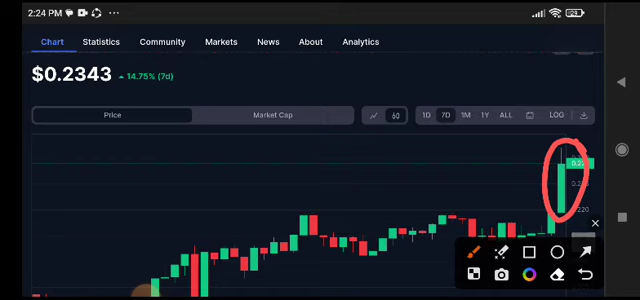 2:24 PM
29
Chart Statistics Community Markets News About Analytics
$0.2343 14.75% (7d)
Price Market Cap 1D 7D 1M 1Y ALL LOG